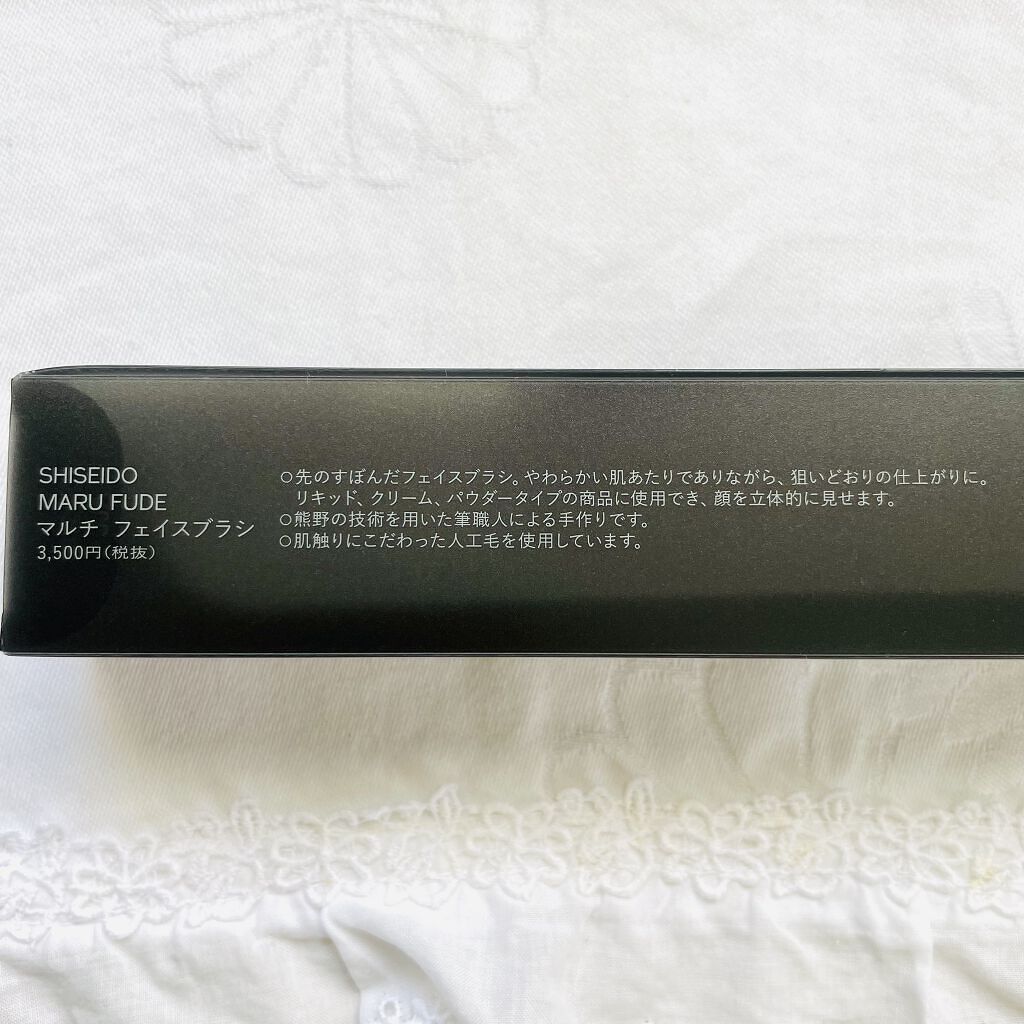 SHISEIDO
MARU FUDE
マルチ フェイスブラシ
3,500円(税抜)
○先のすぼんだフェイスブラシ。やわらかい肌あたりでありながら、狙いどおりの仕上がりに。
リキッド、クリーム、パウダータイプの商品に使用でき、顔を立体的に見せます。
○熊野の技術を用いた筆職人による手作りです。
○肌触りにこだわった人工毛を使用しています。